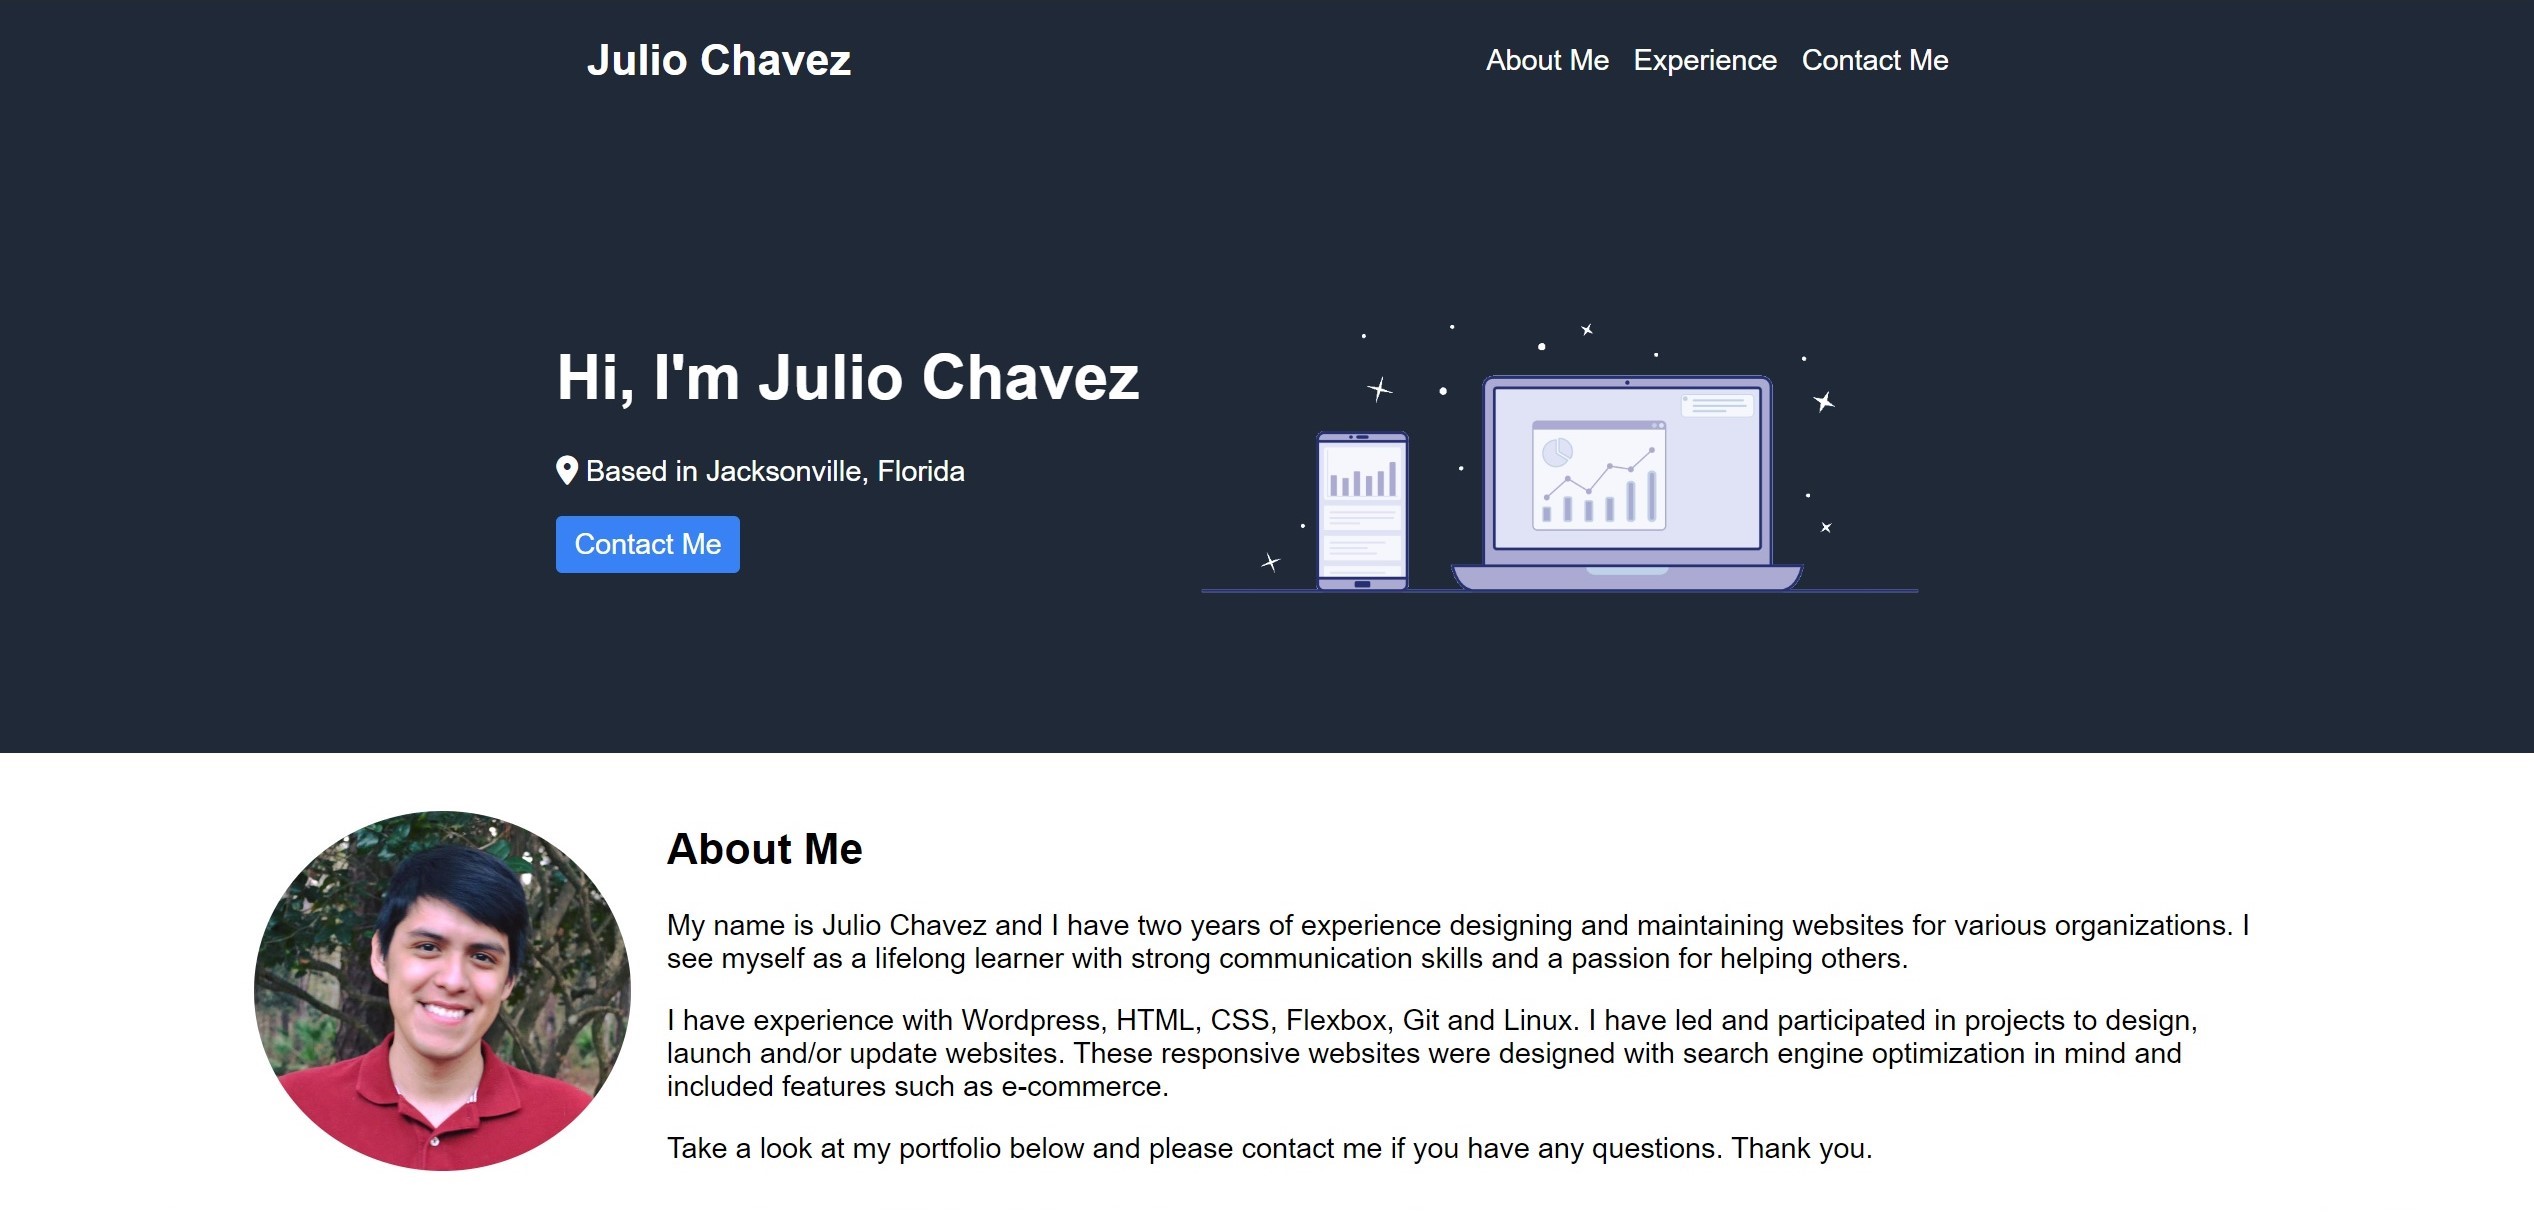 Julio Chavez
About Me Experience Contact Me
Hi, I'm Julio Chavez
Based in Jacksonville, Florida
Contact Me
About Me
My name is Julio Chavez and I have two years of experience designing and maintaining websites for various organizations. I
see myself as a lifelong learner with strong communication skills and a passion for helping others.
I have experience with Wordpress, HTML, CSS, Flexbox, Git and Linux. I have led and participated in projects to design,
launch and/or update websites. These responsive websites were designed with search engine optimization in mind and
included features such as e-commerce.
Take a look at my portfolio below and please contact me if you have any questions. Thank you.